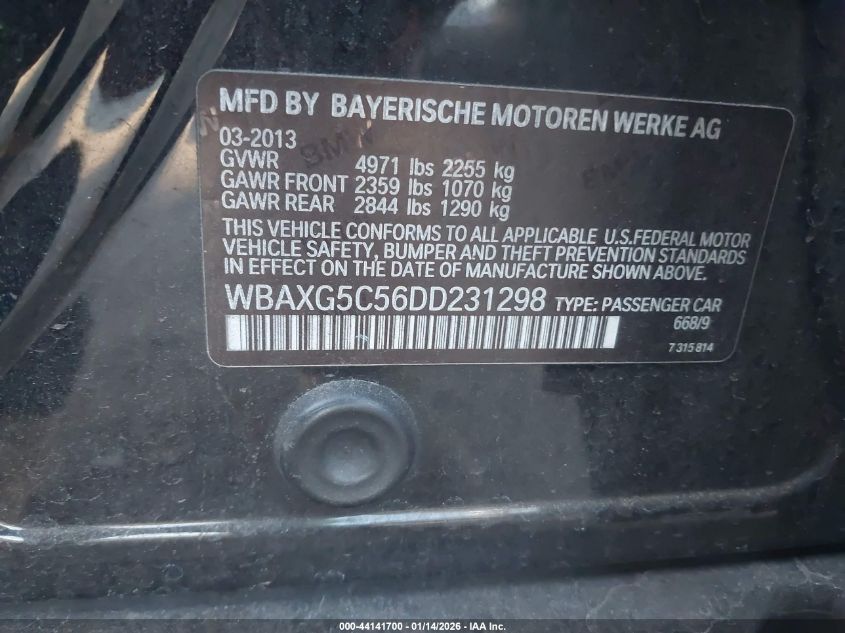 MFD BY BAYERISCHE MOTOREN WERKE AG
03-2013
GVWR 4971 lbs 2255 kg
GAWR FRONT 2359 lbs 1070 kg
GAWR REAR 2844 lbs 1290 kg
THIS VEHICLE CONFORMS TO ALL APPLICABLE U.S.FEDERAL MOTOR
VEHICLE SAFETY, BUMPER AND THEFT PREVENTION STANDARDS
IN EFFECT ON THE DATE OF MANUFACTURE SHOWN ABOVE.
WBAXG5C56DD231298 TYPE: PASSENGER CAR
668/9
7 315 814
000-44141700 - 01/14/2026 - IAA Inc.